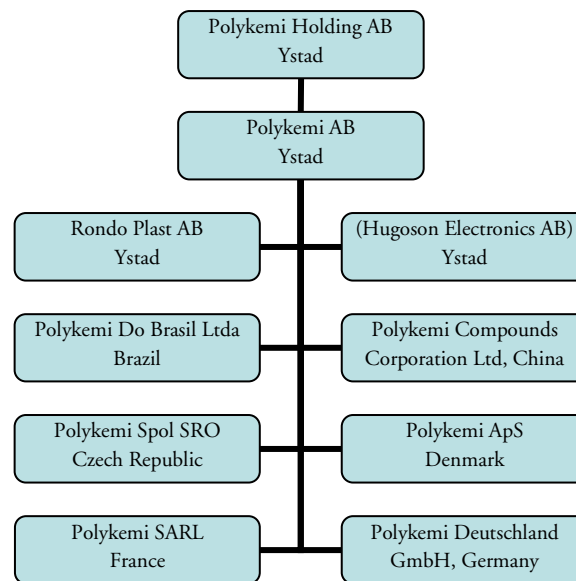 Polykemi Holding AB
Ystad
Polykemi AB
Ystad
Rondo Plast AB
Ystad
(Hugoson Electronics AB)
Ystad
Polykemi Do Brasil Ltda
Brazil
Polykemi Compounds
Corporation Ltd, China
Polykemi Spol SRO
Czech Republic
Polykemi ApS
Denmark
Polykemi SARL
France
Polykemi Deutschland
GmbH, Germany